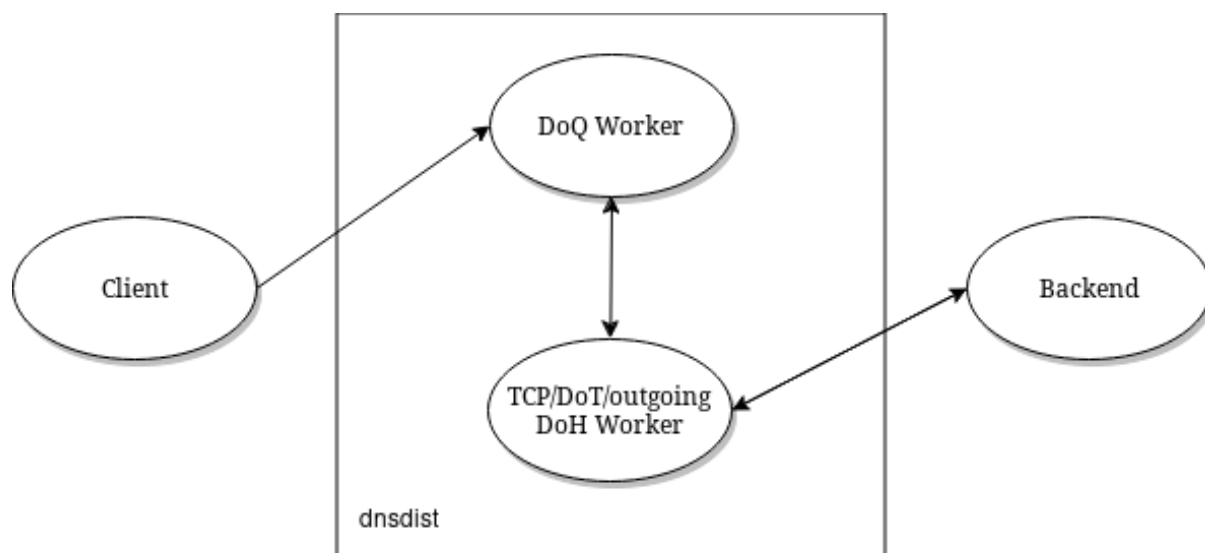 DoQ Worker
Client
Backend
TCP/DoT/outgoing
DoH Worker
dnsdist